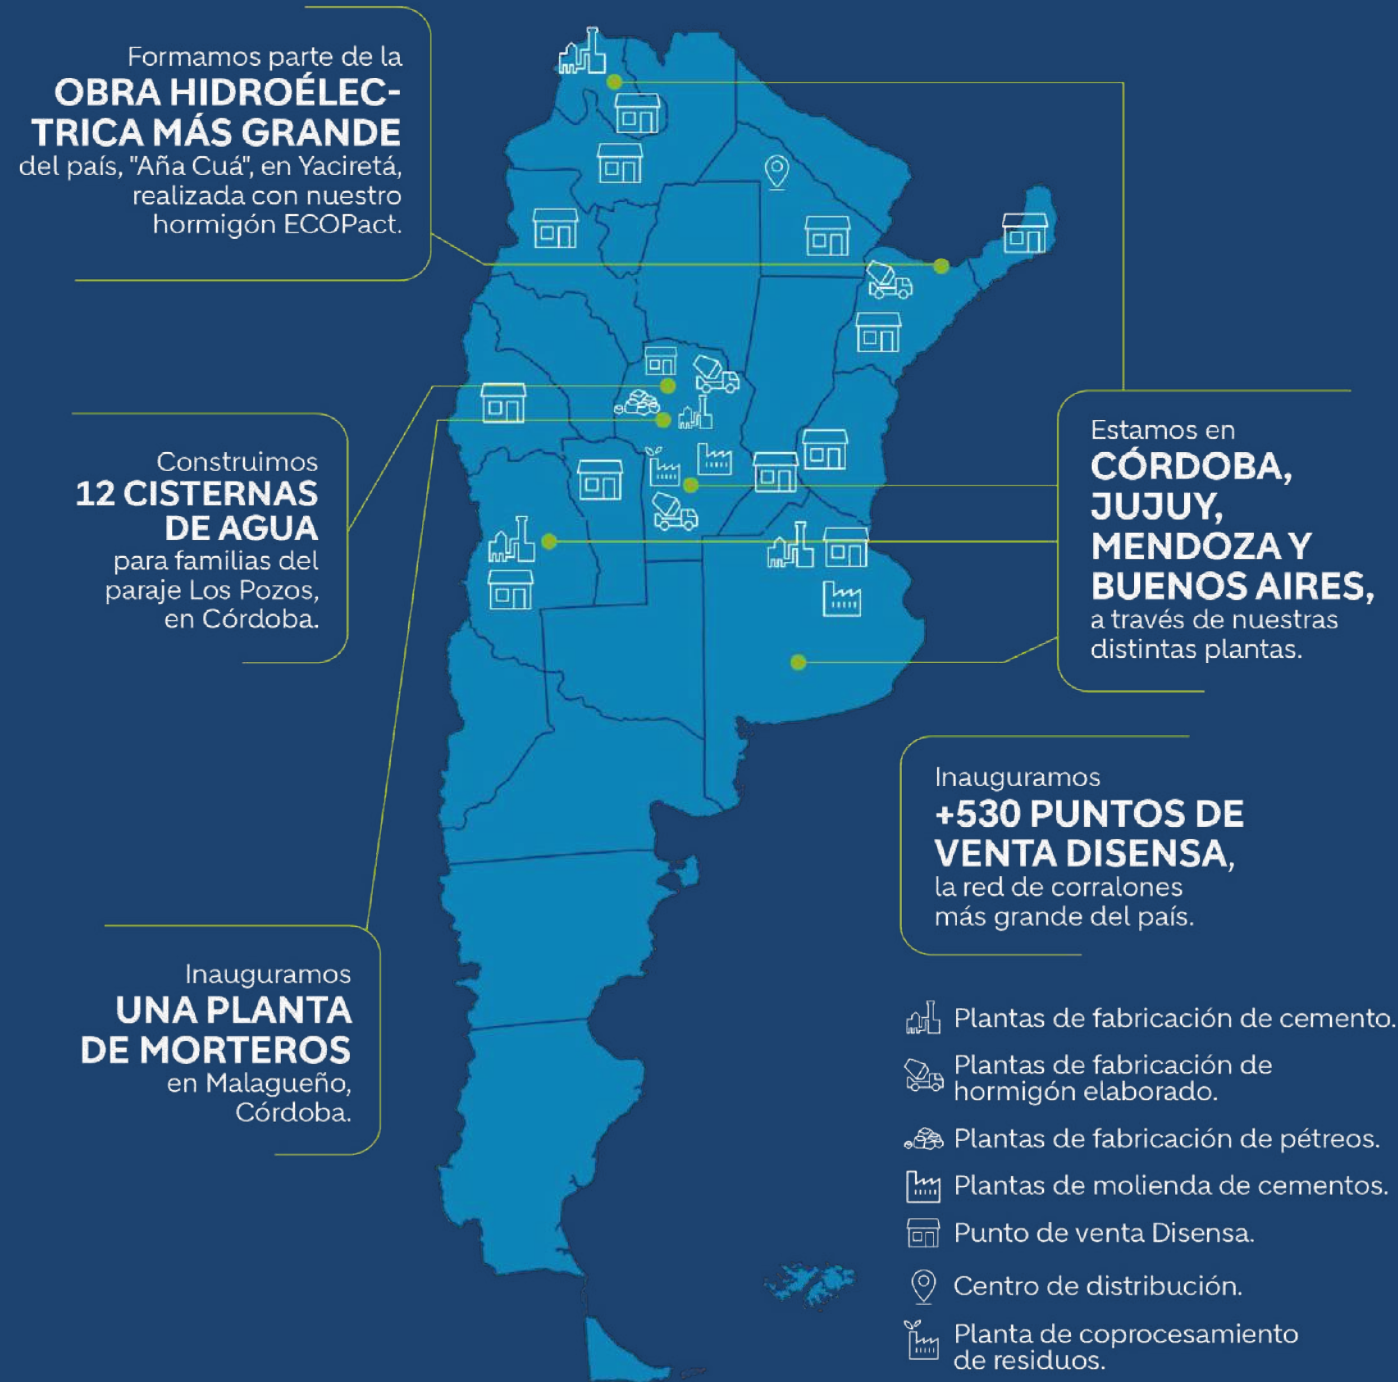 Formamos parte de la
OBRA HIDROÉLEC-
TRICA MÁS GRANDE
del país, "Aña Cuá", en Yaciretá,
realizada con nuestro
hormigón ECOPact.
Construimos
12 CISTERNAS
DE AGUA
para familias del
paraje Los Pozos,
en Córdoba.
Inauguramos
UNA PLANTA
DE MORTEROS
en Malagueño,
Córdoba.
Estamos en
CÓRDOBA,
JUJUY,
MENDOZA Y
BUENOS AIRES,
a través de nuestras
distintas plantas.
Inauguramos
+530 PUNTOS DE
VENTA DISENSA,
la red de corralones
más grande del país.
Plantas de fabricación de cemento.
Plantas de fabricación de
hormigón elaborado.
Plantas de fabricación de pétreos.
Plantas de molienda de cementos.
Punto de venta Disensa.
Centro de distribución.
Planta de coprocesamiento
de residuos.